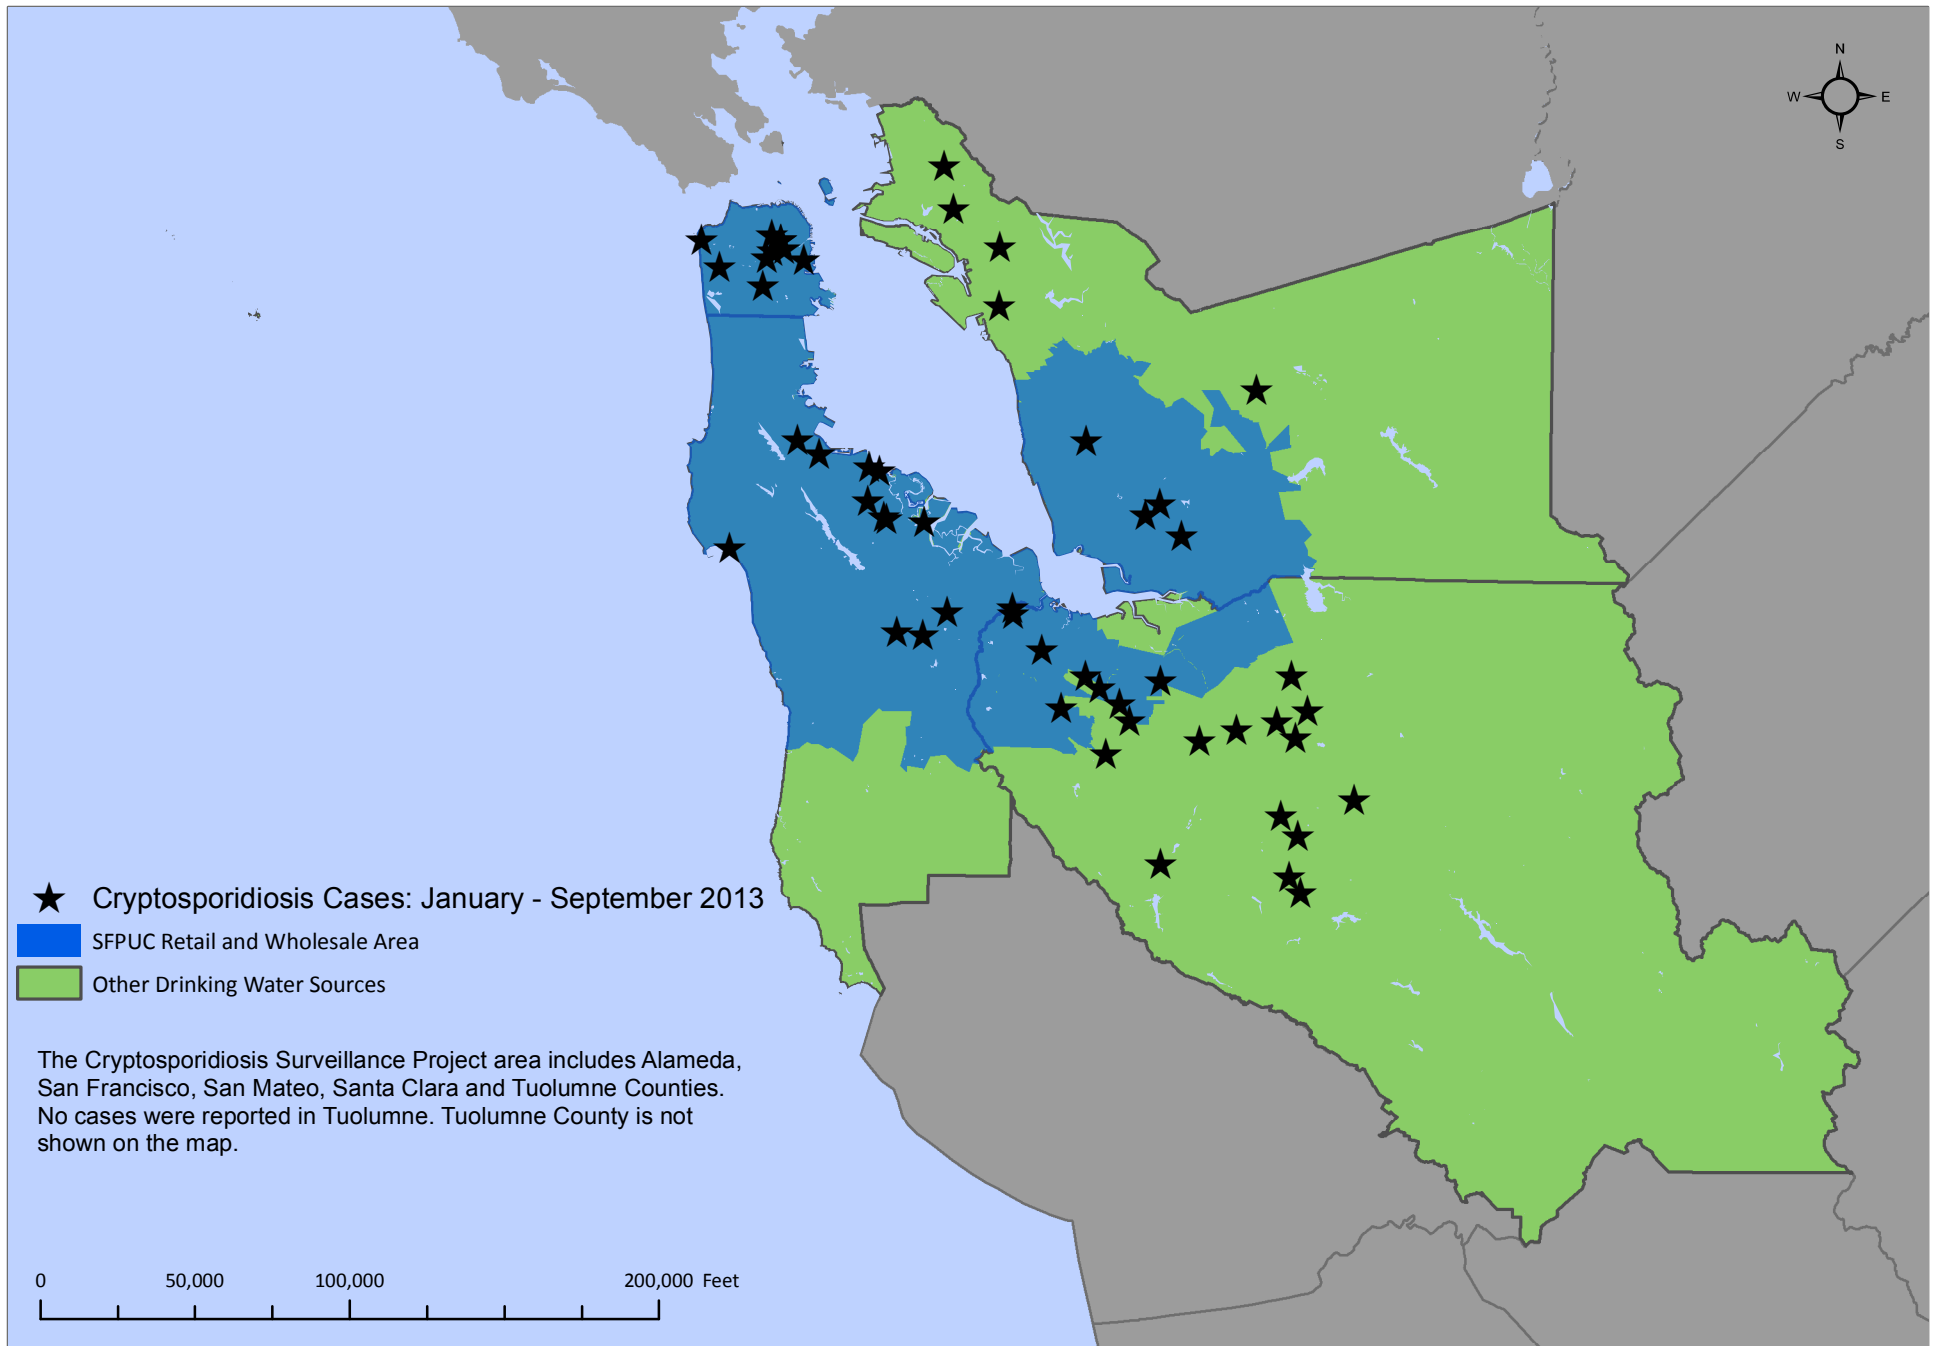 N
W E
S
Cryptosporidiosis Cases: January - September 2013
SFPUC Retail and Wholesale Area
Other Drinking Water Sources
The Cryptosporidiosis Surveillance Project area includes Alameda,
San Francisco, San Mateo, Santa Clara and Tuolumne Counties.
No cases were reported in Tuolumne. Tuolumne County is not
shown on the map.
0 50,000 100,000 200,000 Feet